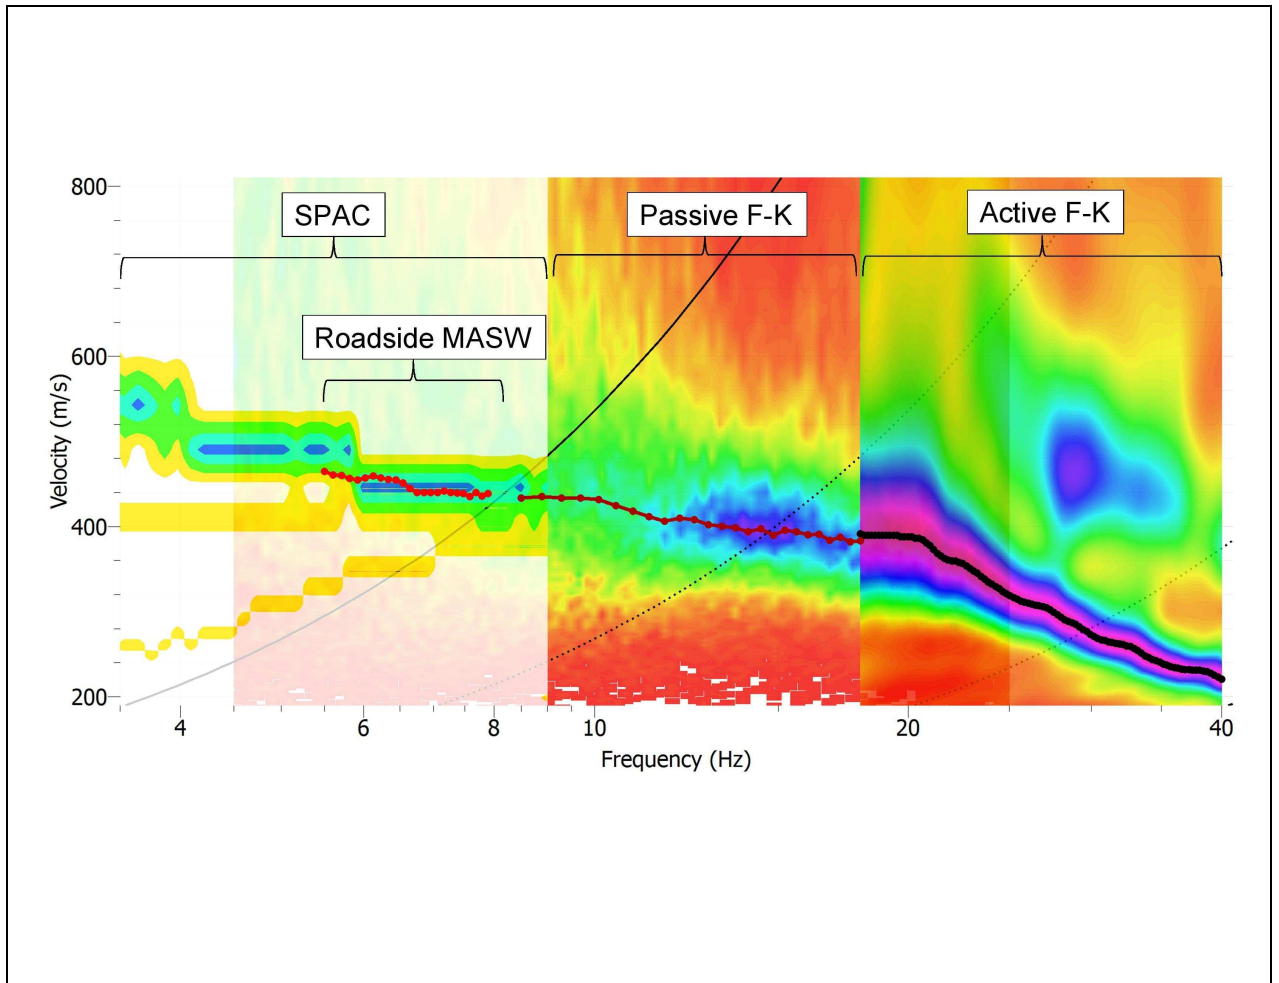 SPAC
Passive F-K
Active F-K
Roadside MASW
Velocity (m/s)
800
600
400
200
4
6
8
10
20
40
Frequency (Hz)